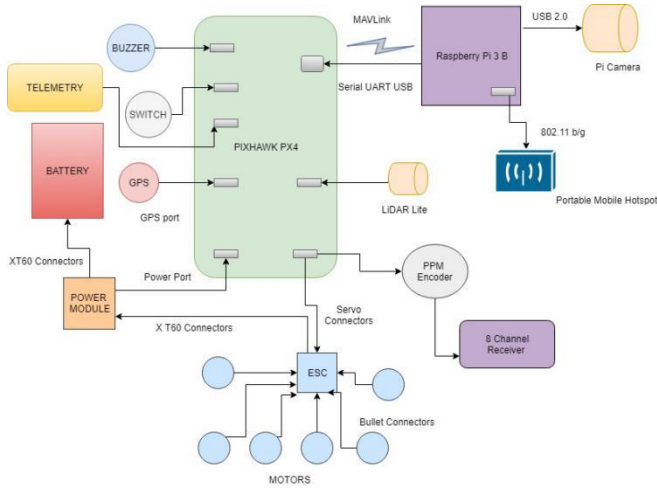 MAVLink
USB 2.0
BUZZER
Raspberry Pi 3 B
Pi Camera
TELEMETRY
Serial UART USB
SWITCH
802.11 b/g
PIXHAWK PX4
BATTERY
GPS
GPS port
LiDAR Lite
Portable Mobile Hotspot
XT60 Connectors
Power Port
PPM
Encoder
POWER
MODULE
Servo
Connectors
X T60 Connectors
8 Channel
Receiver
ESC
Bullet Connectors
MOTORS